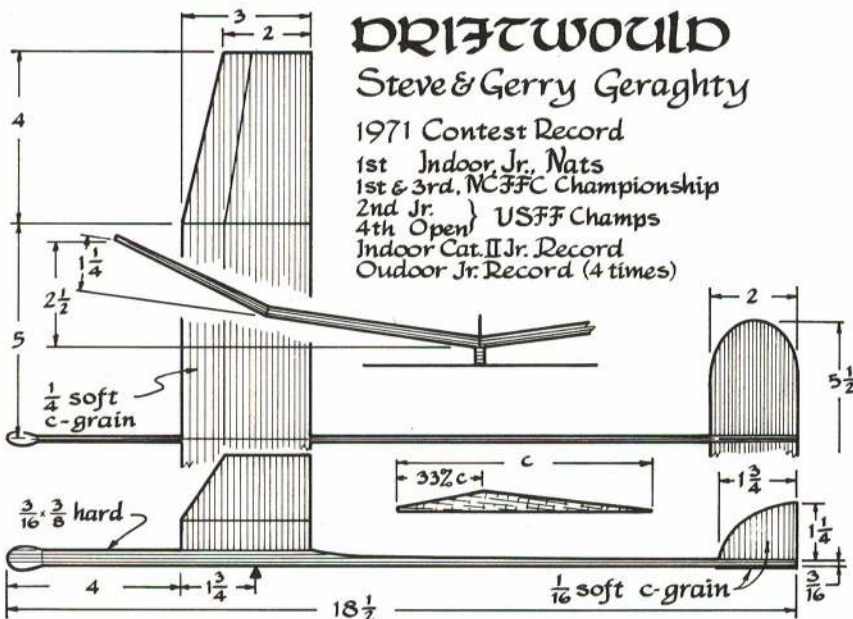 3
2
DRIFTWOULD
Steve & Gerry Geraghty
1971 Contest Record
1st Indoor, Jr., Nats
1st & 3rd, NCFFC Championship
2nd Jr.
4th Open } USFF Champs
Indoor Cat. II Jr. Record
Oudoor Jr. Record (4 times)
4
1 1/4
2 1/2
5
2
5 1/2
1/4 soft
c-grain
c
33% c
1 3/4
3/16 x 3/8 hard
1 1/4
4
1 3/4
1/16 soft c-grain
3/16
18 1/2